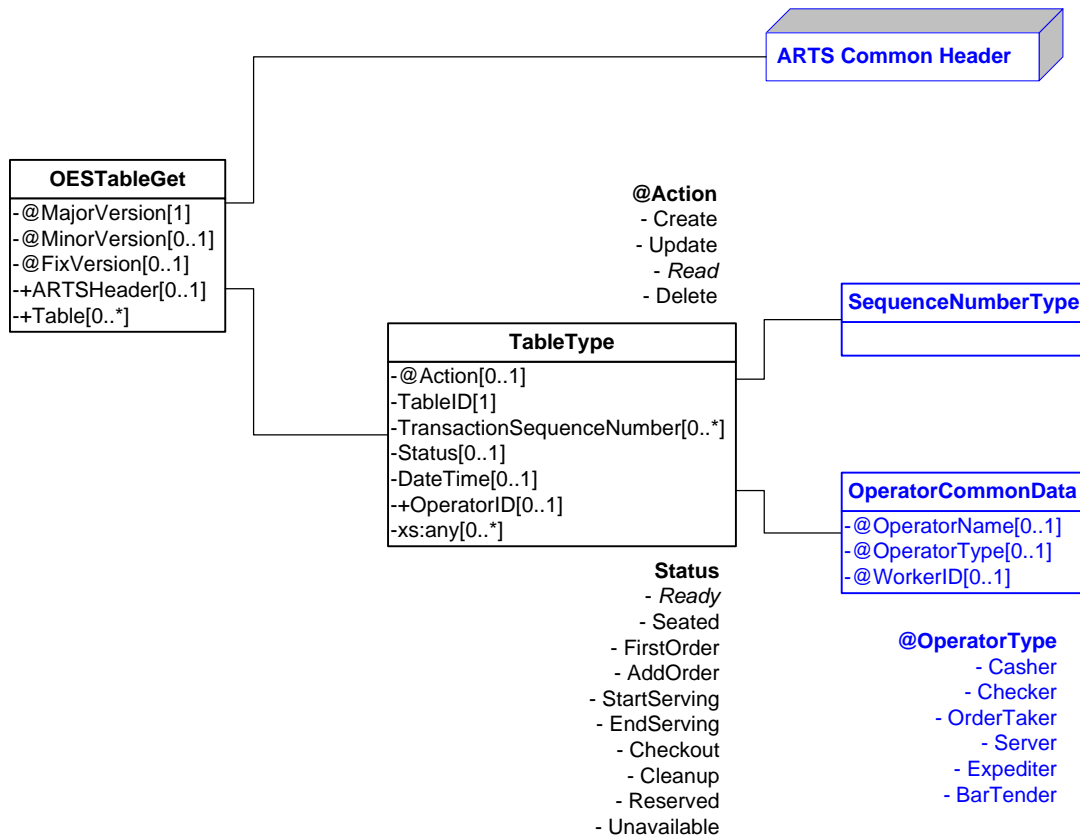 ARTS Common Header
OESTableGet
-@MajorVersion[1]
-@MinorVersion[0..1]
-@FixVersion[0..1]
-+ARTSHeader[0..1]
-+Table[0..*]
@Action
- Create
- Update
- Read
- Delete
SequenceNumberType
TableType
-@Action[0..1]
-TableID[1]
-TransactionSequenceNumber[0..*]
-Status[0..1]
-DateTime[0..1]
-+OperatorID[0..1]
-xs:any[0..*]
OperatorCommonData
-@OperatorName[0..1]
-@OperatorType[0..1]
-@WorkerID[0..1]
Status
- Ready
- Seated
- FirstOrder
- AddOrder
- StartServing
- EndServing
- Checkout
- Cleanup
- Reserved
- Unavailable
@OperatorType
- Casher
- Checker
- OrderTaker
- Server
- Expediter
- BarTender